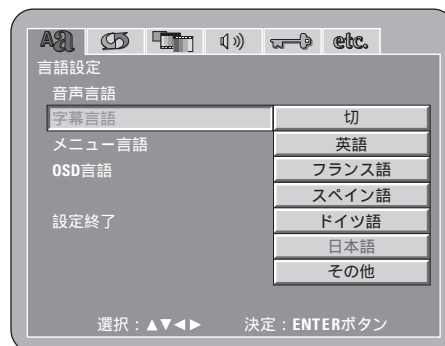 Aあ etc.
言語設定
音声言語
字幕言語 切
メニュー言語 英語
OSD言語 フランス語
スペイン語
設定終了 ドイツ語
日本語
その他
選択：▲▼◀▶ 決定：ENTERボタン